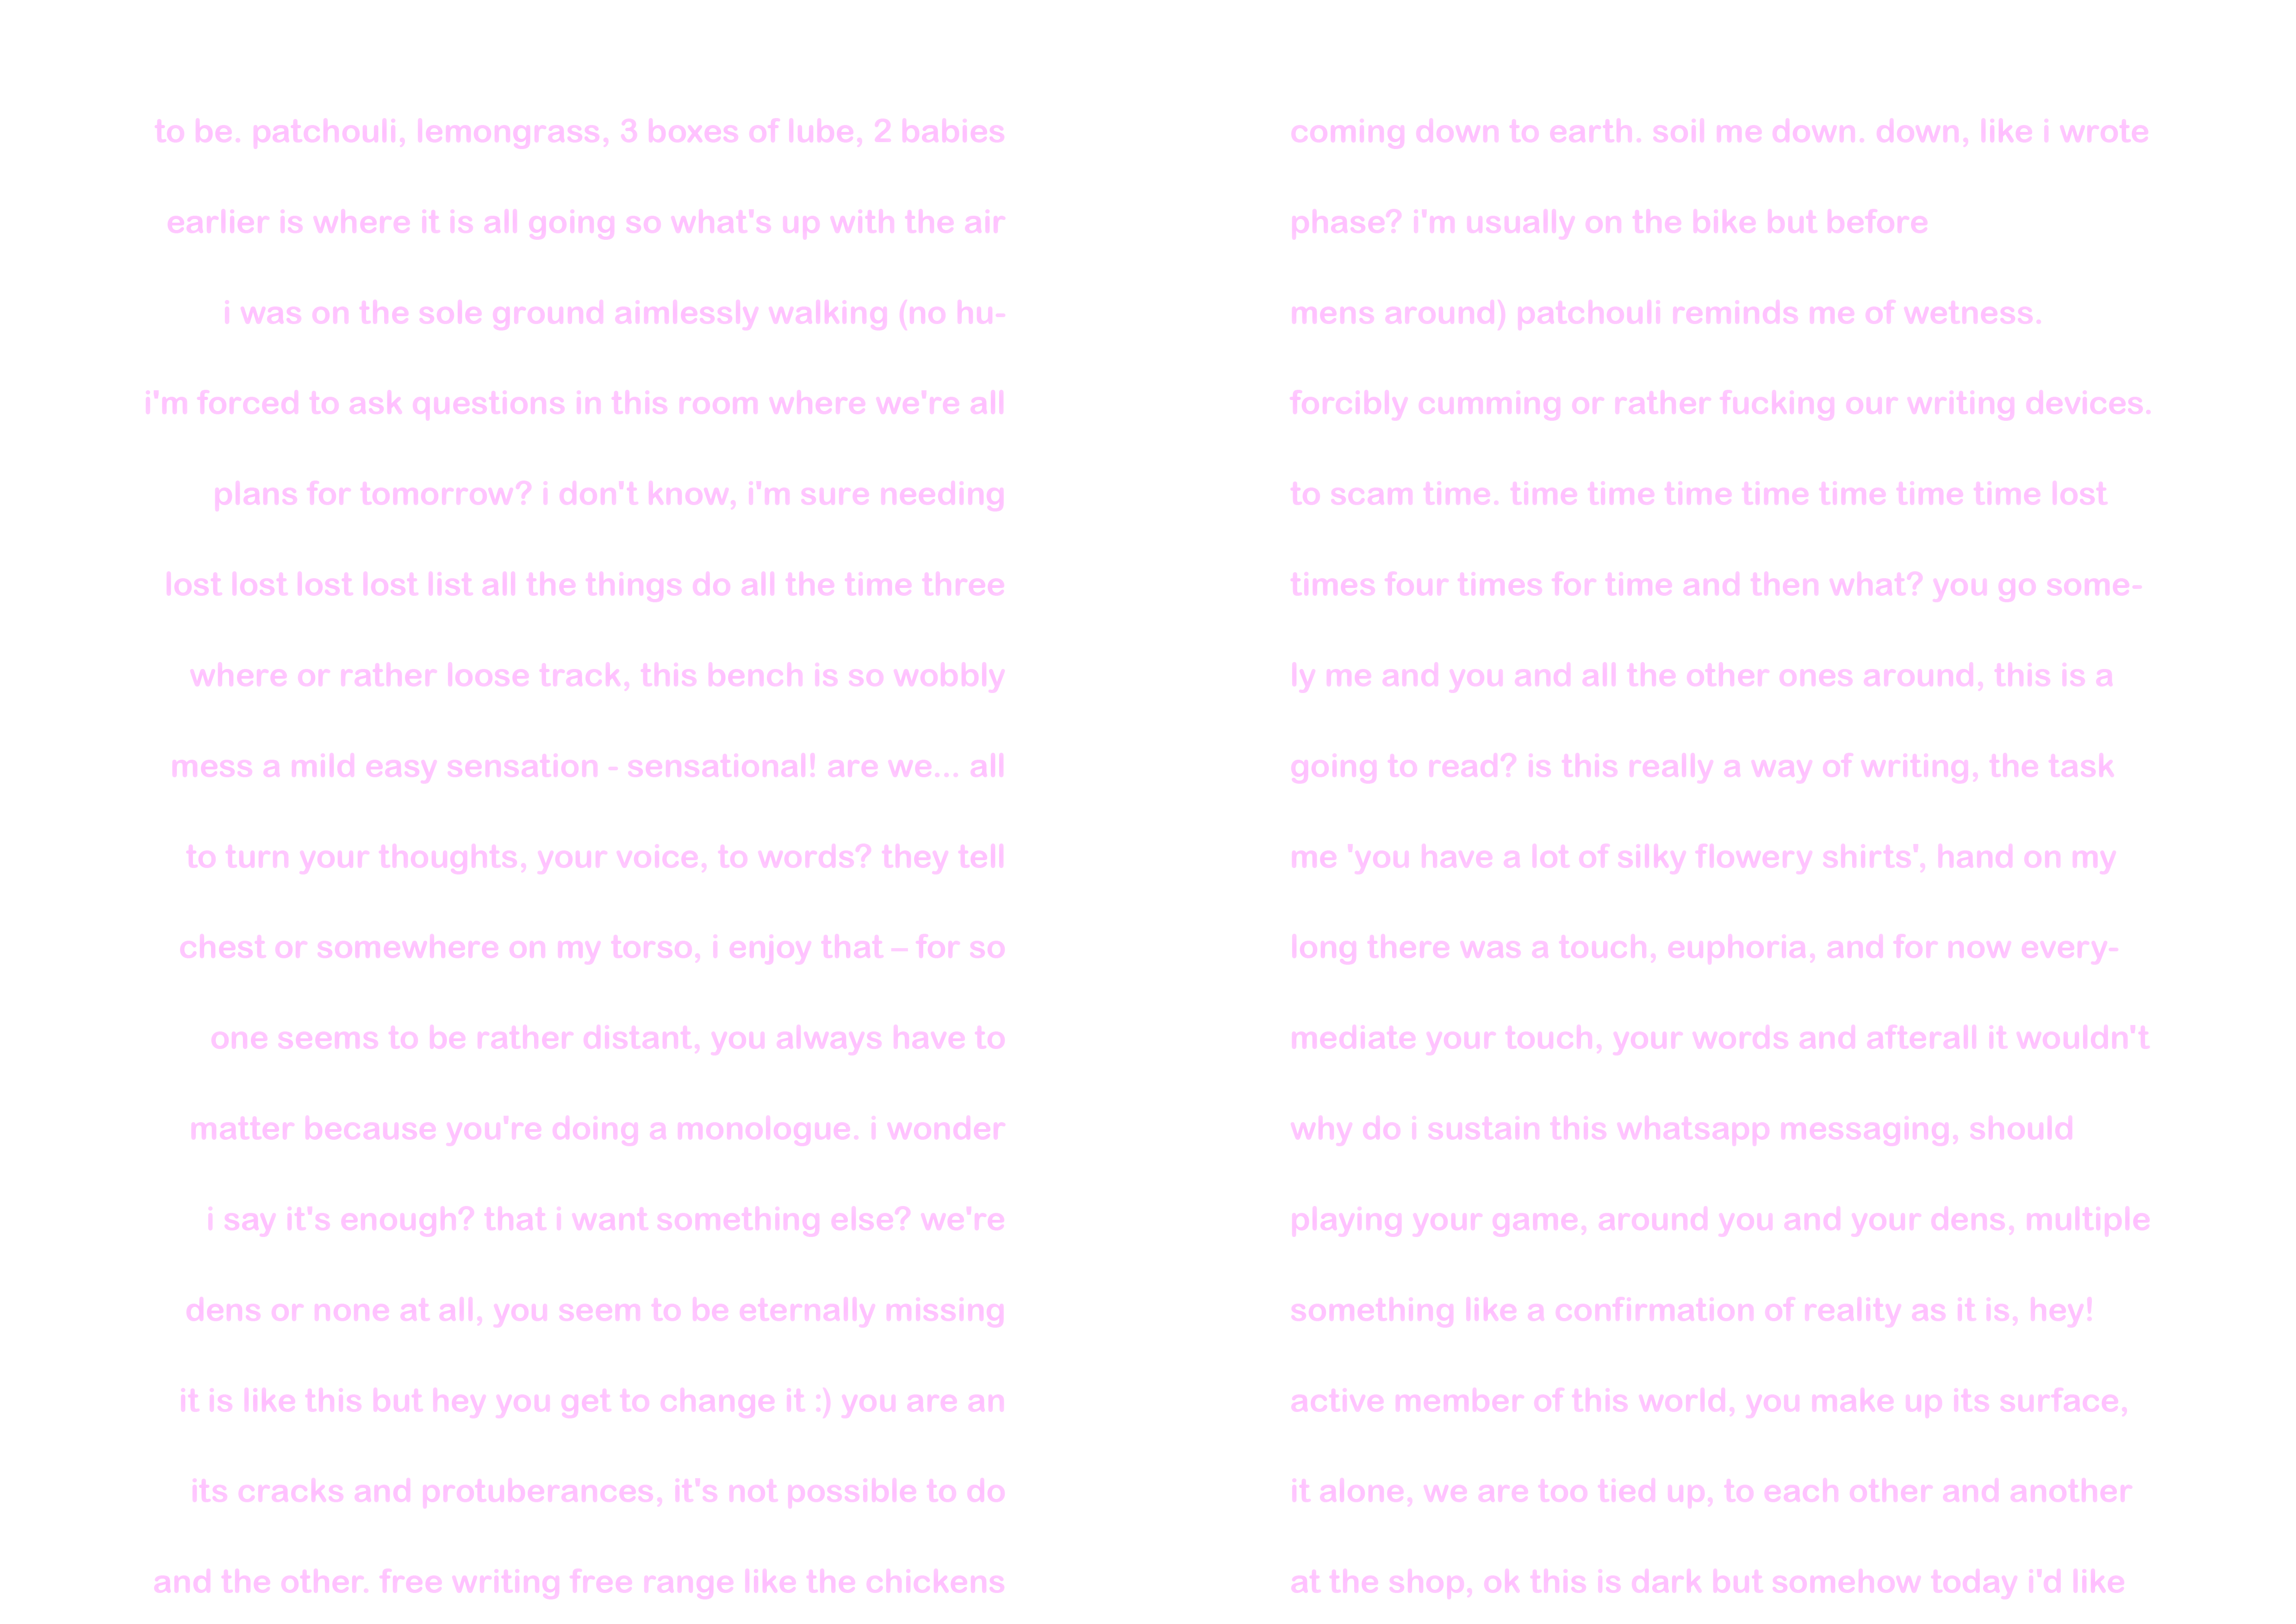 to be. patchouli, lemongrass, 3 boxes of lube, 2 babies coming down to earth. soil me down. down, like i wrote
earlier is where it is all going so what's up with the air phase? i'm usually on the bike but before
i was on the sole ground aimlessly walking (no hu- mens around) patchouli reminds me of wetness.
i'm forced to ask questions in this room where we're all forcibly cumming or rather fucking our writing devices.
plans for tomorrow? i don't know, i'm sure needing to scam time. time time time time time time time lost
lost lost lost lost list all the things do all the time three times four times for time and then what? you go some-
where or rather loose track, this bench is so wobbly ly me and you and all the other ones around, this is a
mess a mild easy sensation - sensational! are we... all going to read? is this really a way of writing, the task
to turn your thoughts, your voice, to words? they tell me 'you have a lot of silky flowery shirts', hand on my
chest or somewhere on my torso, i enjoy that – for so long there was a touch, euphoria, and for now every-
one seems to be rather distant, you always have to mediate your touch, your words and afterall it wouldn't
matter because you're doing a monologue. i wonder why do i sustain this whatsapp messaging, should
i say it's enough? that i want something else? we're playing your game, around you and your dens, multiple
dens or none at all, you seem to be eternally missing something like a confirmation of reality as it is, hey!
it is like this but hey you get to change it :) you are an active member of this world, you make up its surface,
its cracks and protuberances, it's not possible to do it alone, we are too tied up, to each other and another
and the other. free writing free range like the chickens at the shop, ok this is dark but somehow today i'd like